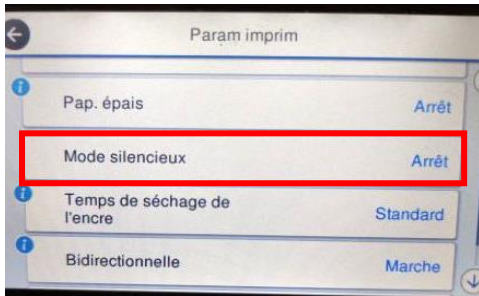 Param imprim
Pap. épais
Arrêt
Mode silencieux
Arrêt
Temps de séchage de
l'encre
Standard
Bidirectionnelle
Marche